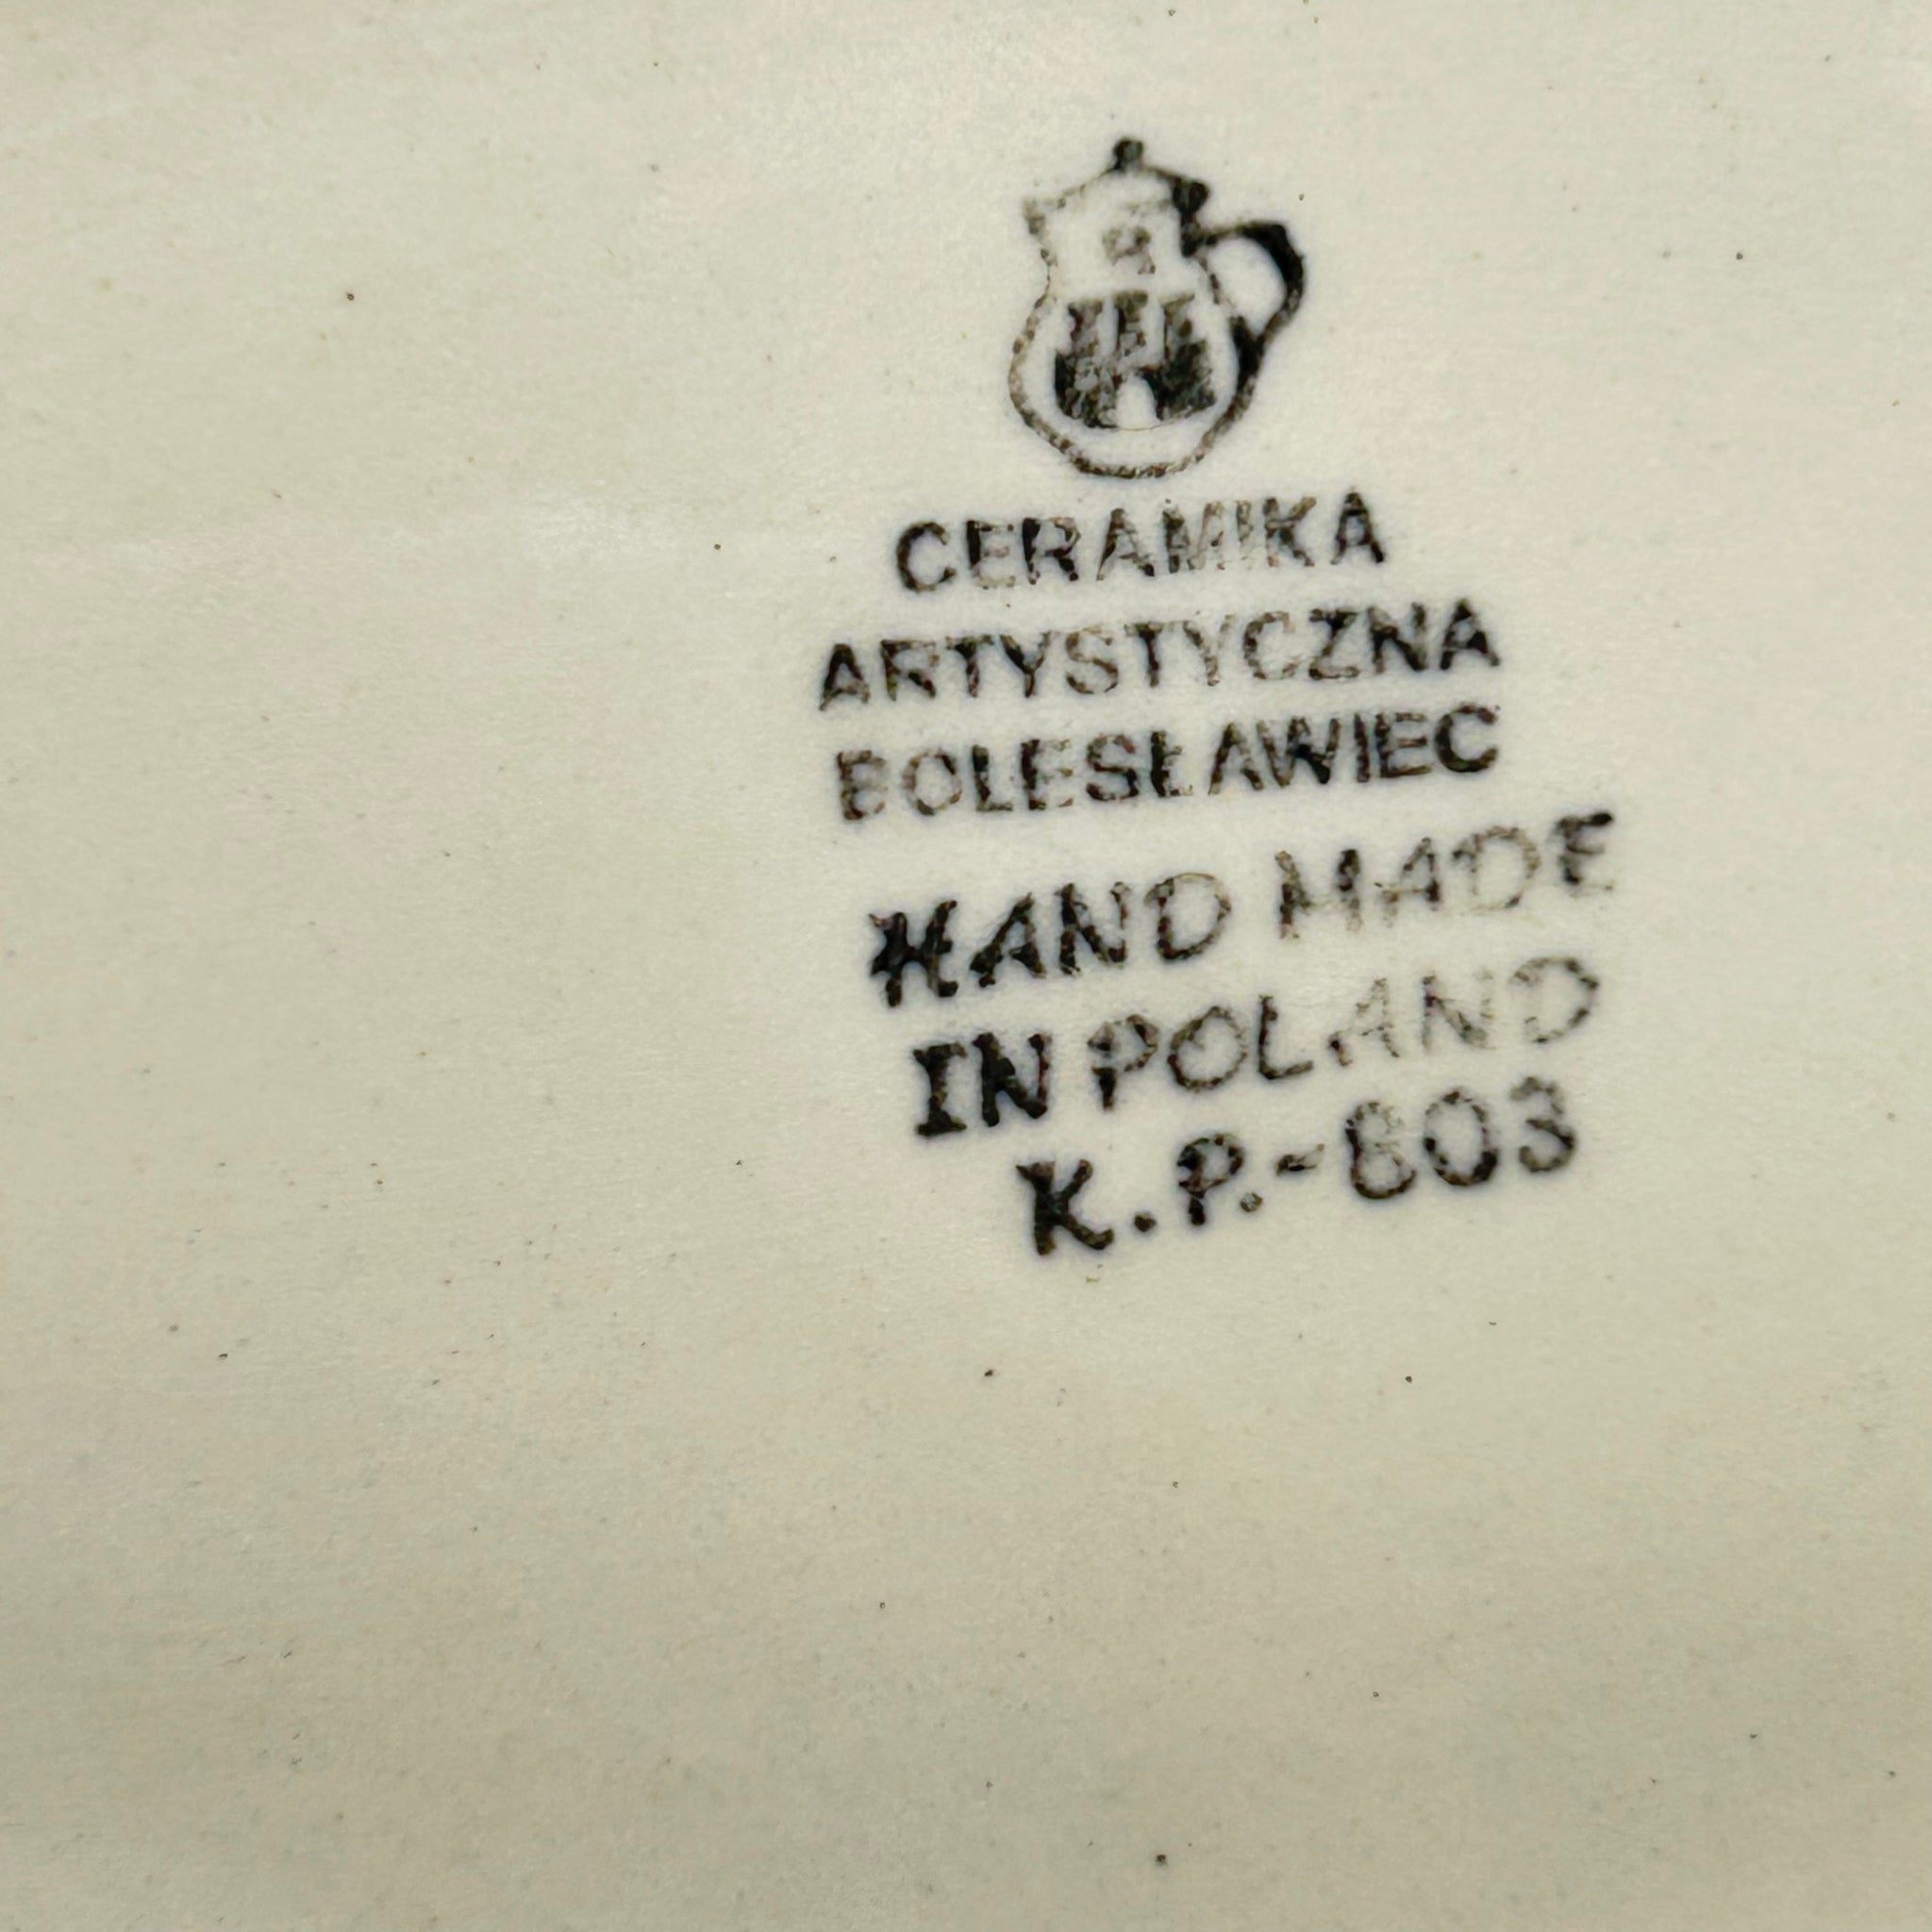 CERAMIKA
ARTYSTYCZNA
BOLESŁAWIEC
HAND MADE
IN POLAND
K.P.-803